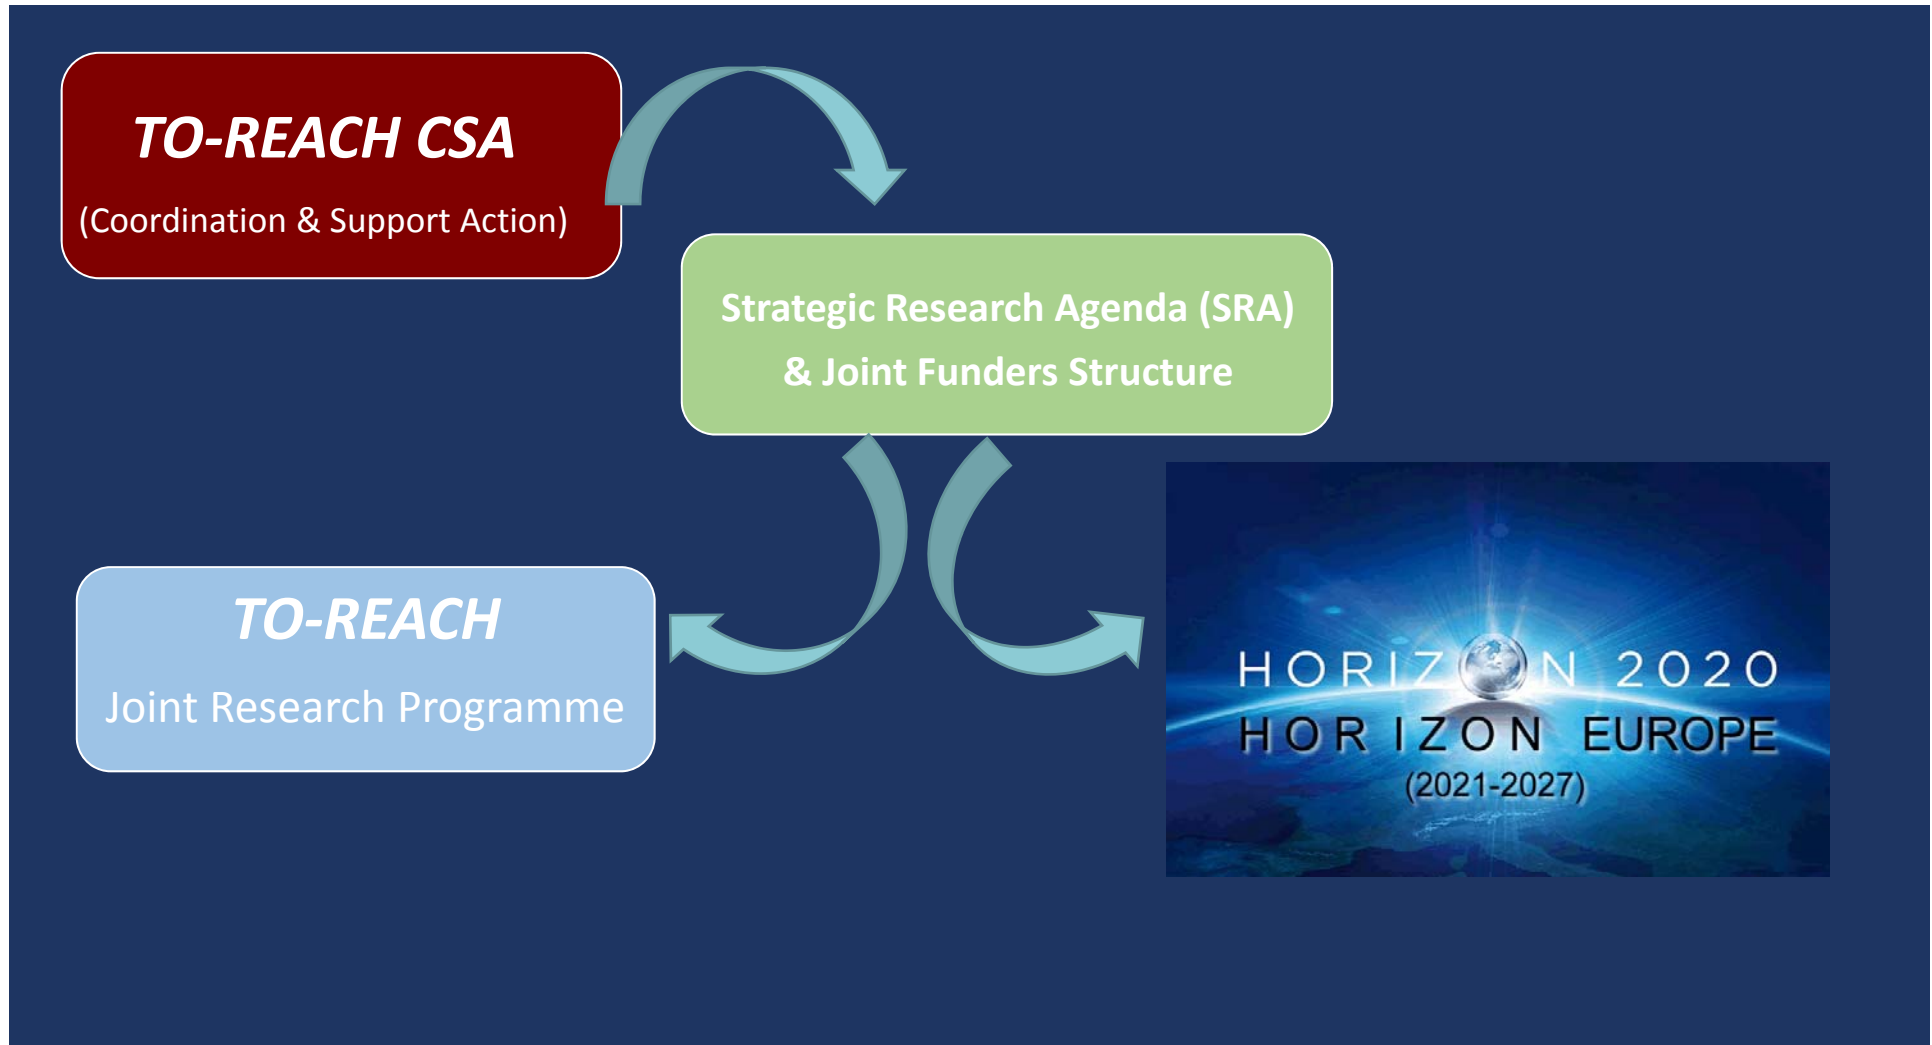 TO-REACH CSA
(Coordination & Support Action)
Strategic Research Agenda (SRA)
& Joint Funders Structure
TO-REACH
Joint Research Programme
HORIZON 2020
HORIZON EUROPE
(2021-2027)